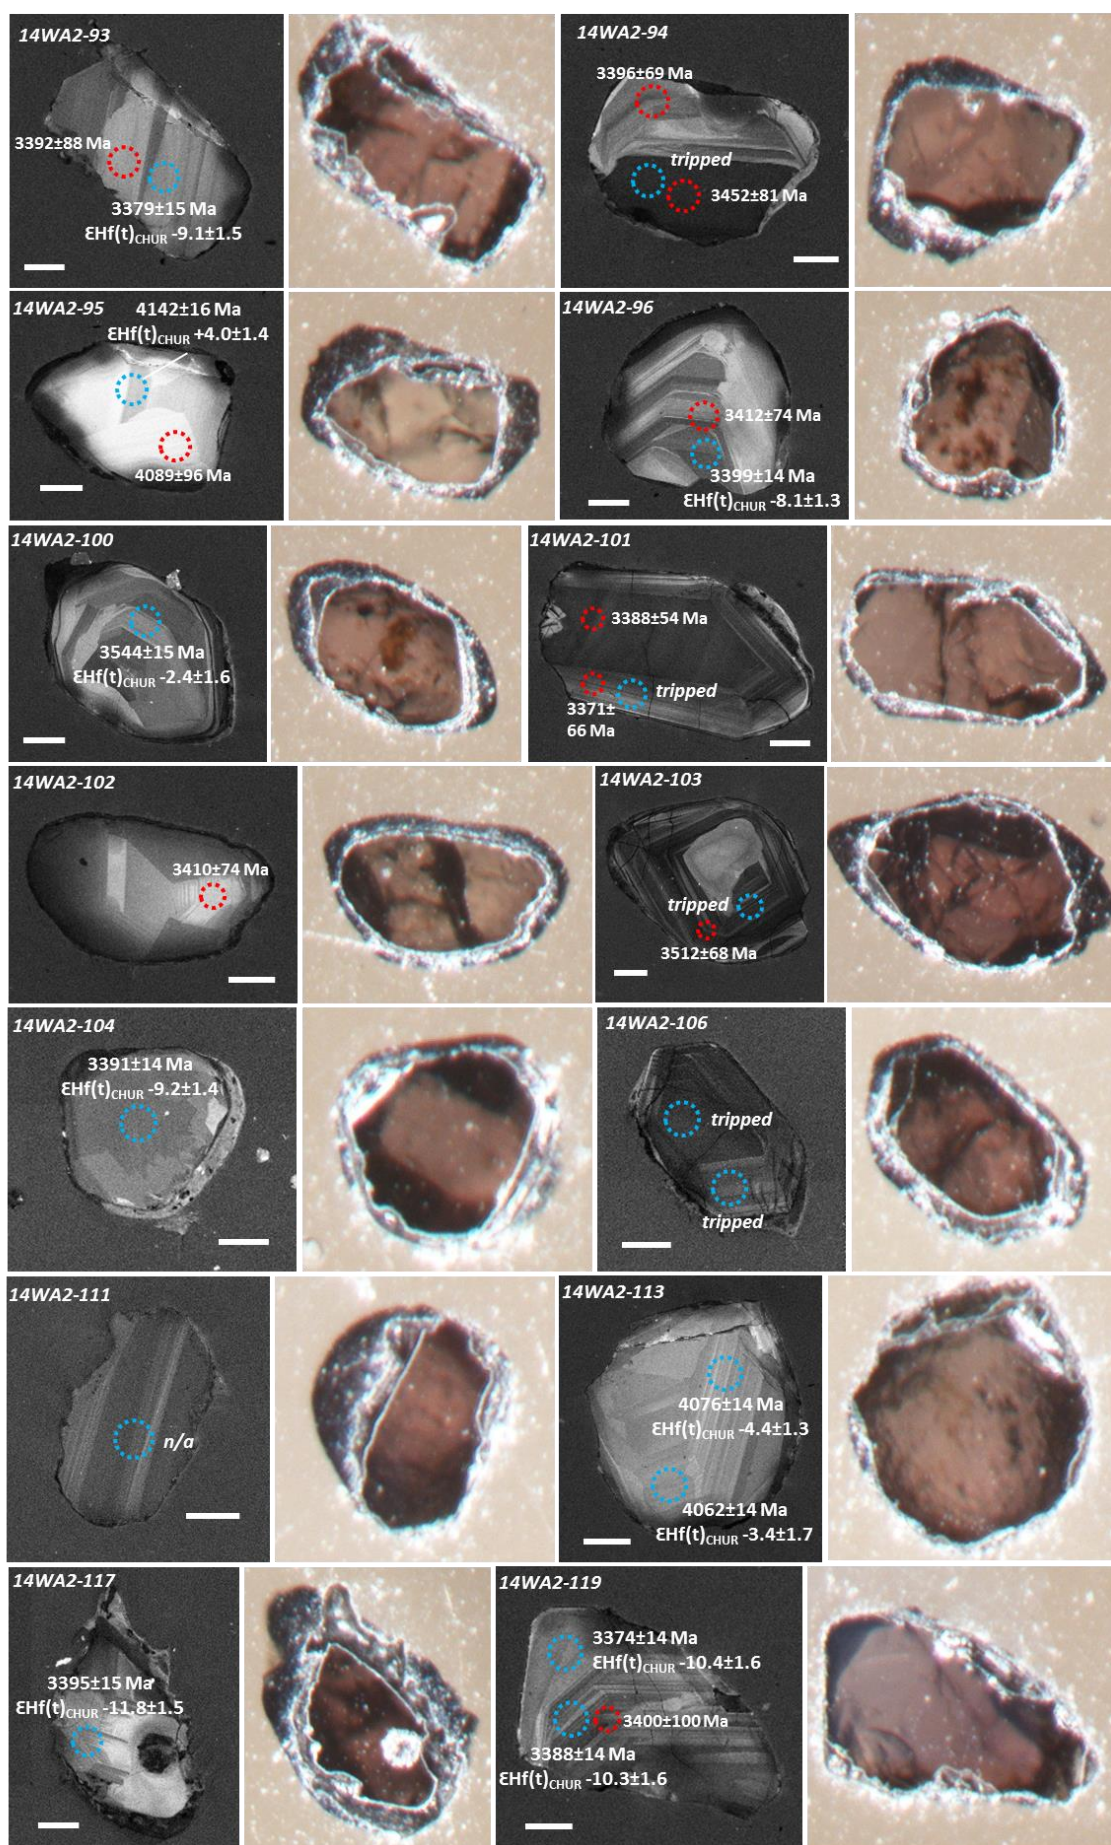 14WA2-93
3392±88 Ma
3379±15 Ma
ƐHf(t)CHUR -9.1±1.5
14WA2-94
3396±69 Ma
tripped
3452±81 Ma
14WA2-95
4142±16 Ma
ƐHf(t)CHUR +4.0±1.4
4089±96 Ma
14WA2-96
3412±74 Ma
3399±14 Ma
ƐHf(t)CHUR -8.1±1.3
14WA2-100
3544±15 Ma
ƐHf(t)CHUR -2.4±1.6
14WA2-101
3388±54 Ma
tripped
3371±
66 Ma
14WA2-102
3410±74 Ma
14WA2-103
tripped
3512±68 Ma
14WA2-104
3391±14 Ma
ƐHf(t)CHUR -9.2±1.4
14WA2-106
tripped
tripped
14WA2-111
n/a
14WA2-113
4076±14 Ma
ƐHf(t)CHUR -4.4±1.3
4062±14 Ma
ƐHf(t)CHUR -3.4±1.7
14WA2-117
3395±15 Ma
ƐHf(t)CHUR -11.8±1.5
14WA2-119
3374±14 Ma
ƐHf(t)CHUR -10.4±1.6
3400±100 Ma
3388±14 Ma
ƐHf(t)CHUR -10.3±1.6